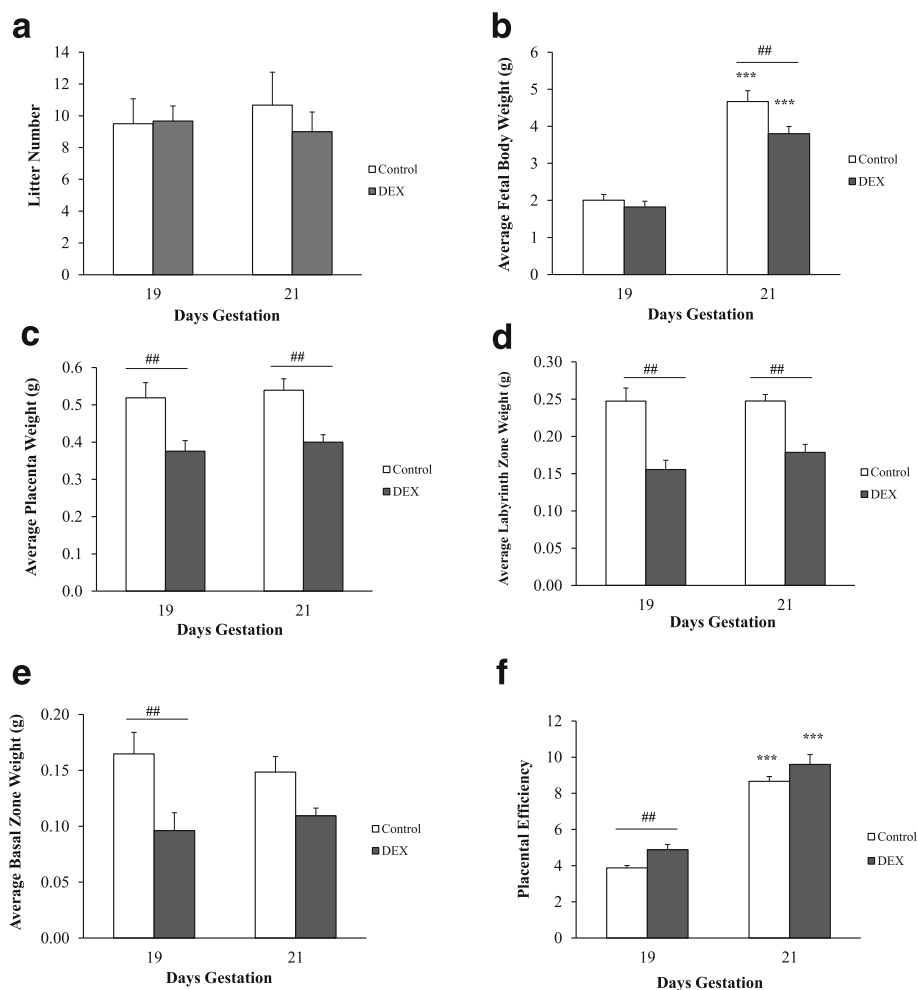 a
14
12
10
8
6
4
2
0
Litter Number
19
21
Days Gestation
Control
DEX
b
6
5
4
3
2
1
0
Average Fetal Body Weight (g)
##
***
***
19
21
Days Gestation
Control
DEX
c
0.6
0.5
0.4
0.3
0.2
0.1
0.0
Average Placenta Weight (g)
##
##
19
21
Days Gestation
Control
DEX
d
0.30
0.25
0.20
0.15
0.10
0.05
0.00
Average Labyrinth Zone Weight (g)
##
##
19
21
Days Gestation
Control
DEX
e
0.20
0.15
0.10
0.05
0.00
Average Basal Zone Weight (g)
##
19
21
Days Gestation
Control
DEX
f
12
10
8
6
4
2
0
Placental Efficiency
##
***
***
19
21
Days Gestation
Control
DEX